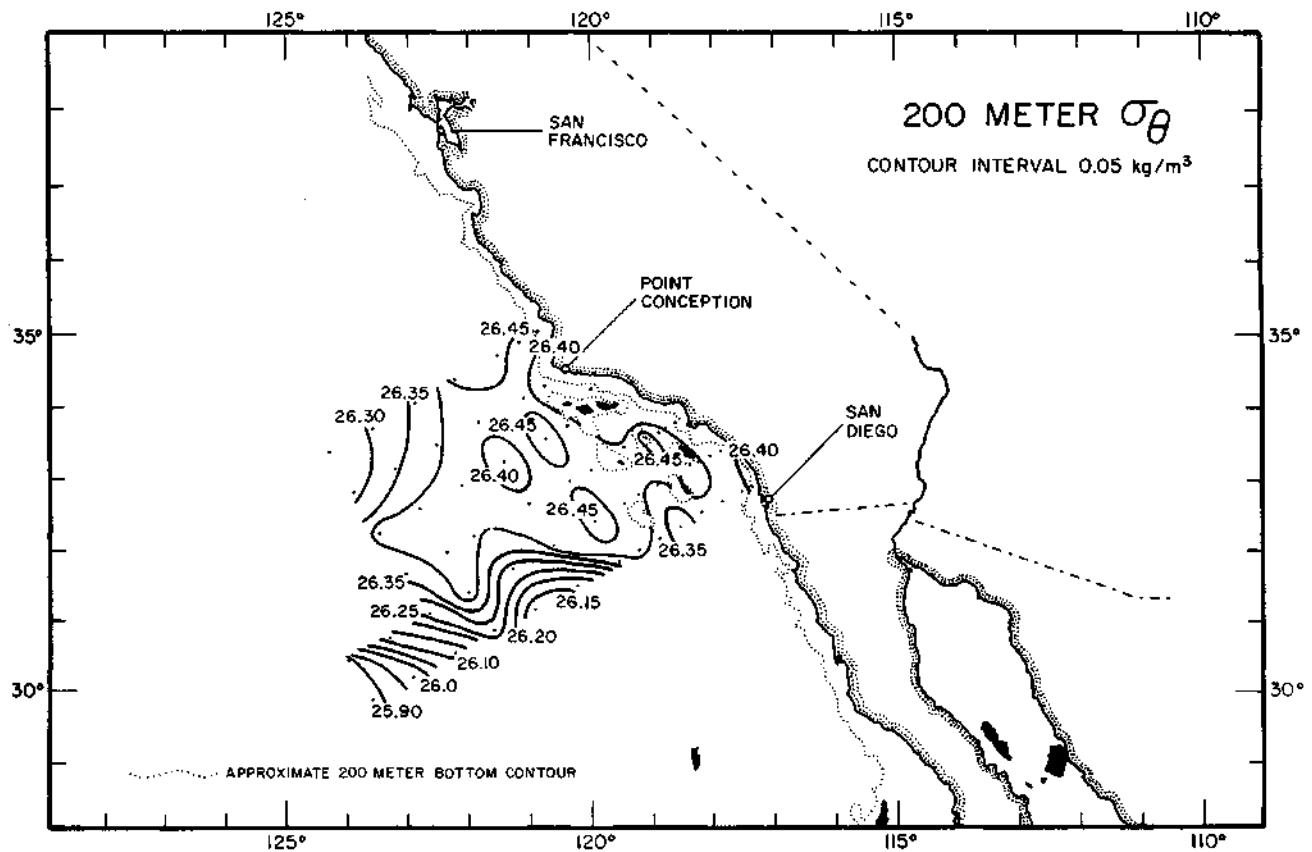 125° 120° 115° 110°
200 METER σθ
CONTOUR INTERVAL 0.05 kg/m³
SAN
FRANCISCO
POINT
CONCEPTION
35° 35°
26.45
26.40
26.35
26.30
SAN
DIEGO
26.45
26.40
26.45
26.40
26.45
26.35
26.35
26.15
26.25
26.20
26.10
30° 30°
26.0
25.90
APPROXIMATE 200 METER BOTTOM CONTOUR
125° 120° 115° 110°